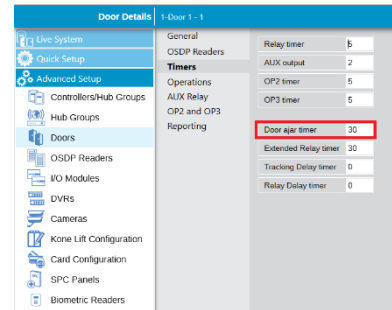 Door Details
1-Door 1 - 1
Live System
Quick Setup
Advanced Setup
Controllers/Hub Groups
Hub Groups
Doors
OSDP Readers
I/O Modules
DVRs
Cameras
Kone Lift Configuration
Card Configuration
SPC Panels
Biometric Readers
General
OSDP Readers
Timers
Operations
AUX Relay
OP2 and OP3
Reporting
Relay timer 5
AUX output 2
OP2 timer 5
OP3 timer 5
Door ajar timer 30
Extended Relay timer 30
Tracking Delay timer 0
Relay Delay timer 0